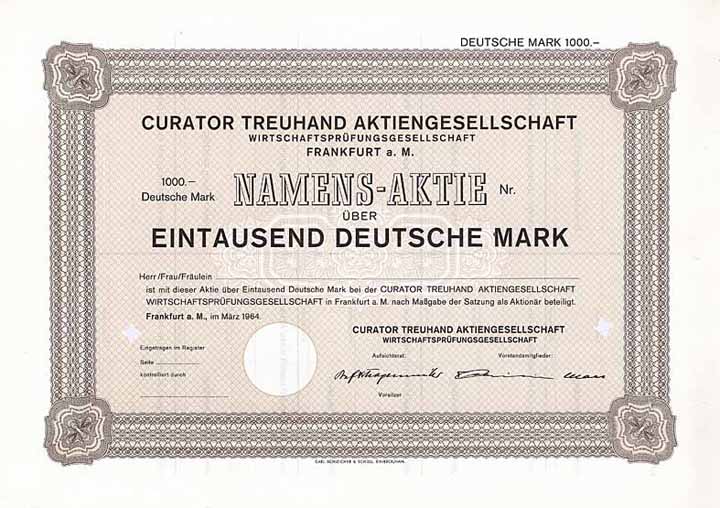 DEUTSCHE MARK 1000.–
CURATOR TREUHAND AKTIENGESELLSCHAFT
WIRTSCHAFTSPRÜFUNGSGESELLSCHAFT
FRANKFURT a. M.
1000.– Deutsche Mark NAMENS-AKTIE Nr.
ÜBER
EINTAUSEND DEUTSCHE MARK
Herr/Frau/Fräulein
ist mit dieser Aktie über Eintausend Deutsche Mark bei der CURATOR TREUHAND AKTIENGESELLSCHAFT
WIRTSCHAFTSPRÜFUNGSGESELLSCHAFT in Frankfurt a. M. nach Maßgabe der Satzung als Aktionär beteiligt.
Frankfurt a. M., im März 1964.
CURATOR TREUHAND AKTIENGESELLSCHAFT
WIRTSCHAFTSPRÜFUNGSGESELLSCHAFT
Eingetragen im Register
Aufsichtsrat: Vorstandsmitglieder:
Seite
kontrolliert durch
Vorsitzer